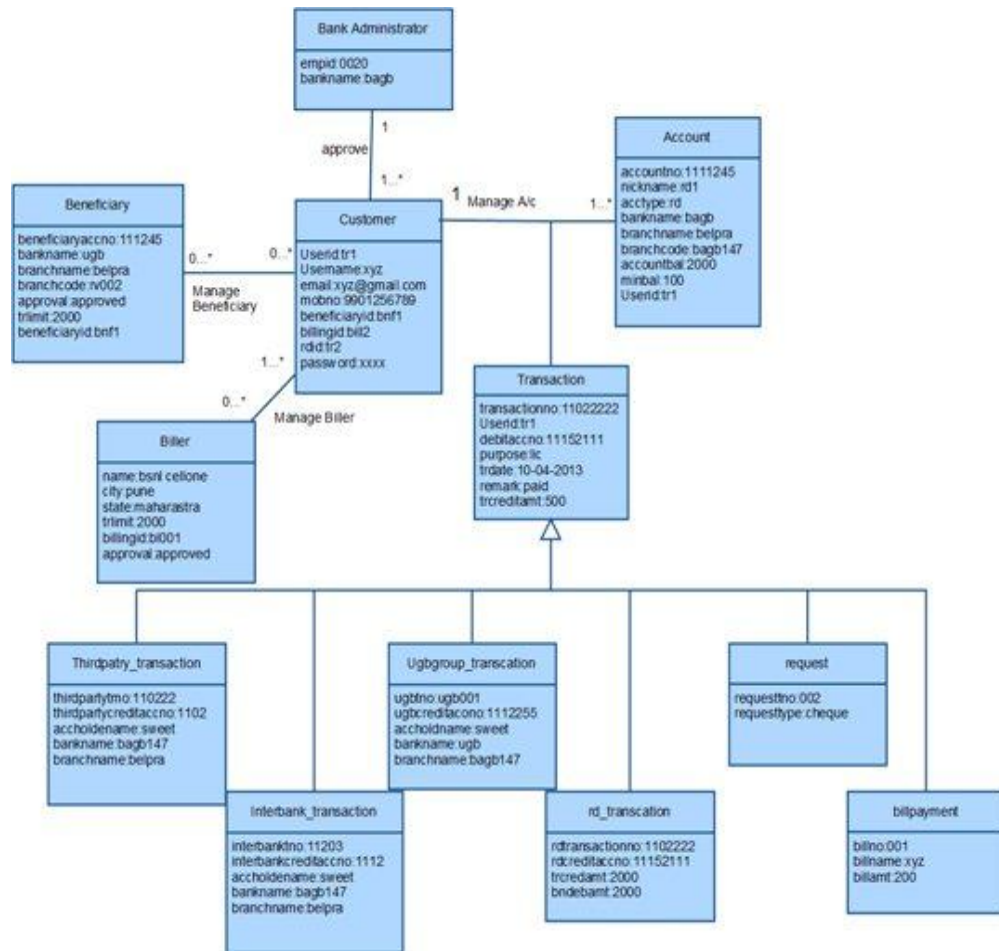 Bank Administrator
empid:0020
bankname:bagb
1
approve
1...*
Account
accountno:1111245
nickname:rd1
acctype:rd
bankname:bagb
branchname:belpra
branchcode:bagb147
accountbal:2000
minbal:100
Userid:tr1
1
Manage A/c
1...*
Beneficiary
beneficiaryaccno:111245
bankname:ugb
branchname:belpra
branchcode:rv002
approval:approved
trlimit:2000
beneficiaryid:bnf1
0...*
0...*
Manage
Beneficiary
Customer
Userid:tr1
Username:xyz
email:xyz@gmail.com
mobno:9901256789
beneficiaryid:bnf1
billingid:bill2
rdid:tr2
password:xxxx
1...*
0...*
Manage Biller
Biller
name:bsnl cellone
city:pune
state:maharastra
trlimit:2000
billingid:bl001
approval:approved
Transaction
transactionno:11022222
Userid:tr1
debitaccno:11152111
purpose:lic
trdate:10-04-2013
remark:paid
trcreditamt:500
Thirdpatry_transaction
thirdpartytrno:110222
thirdpartycreditaccno:1102
accholdename:sweet
bankname:bagb147
branchname:belpra
Ugbgroup_transcation
ugbtno:ugb001
ugbcreditacono:1112255
accholdname:sweet
bankname:ugb
branchname:bagb147
request
requesttno:002
requesttype:cheque
Interbank_transaction
interbanktno:11203
interbankcreditaccno:1112
accholdename:sweet
bankname:bagb147
branchname:belpra
rd_transcation
rdtransactionno:1102222
rdcreditaccno:11152111
trcredamt:2000
bndebamt:2000
billpayment
billno:001
billname:xyz
billamt:200